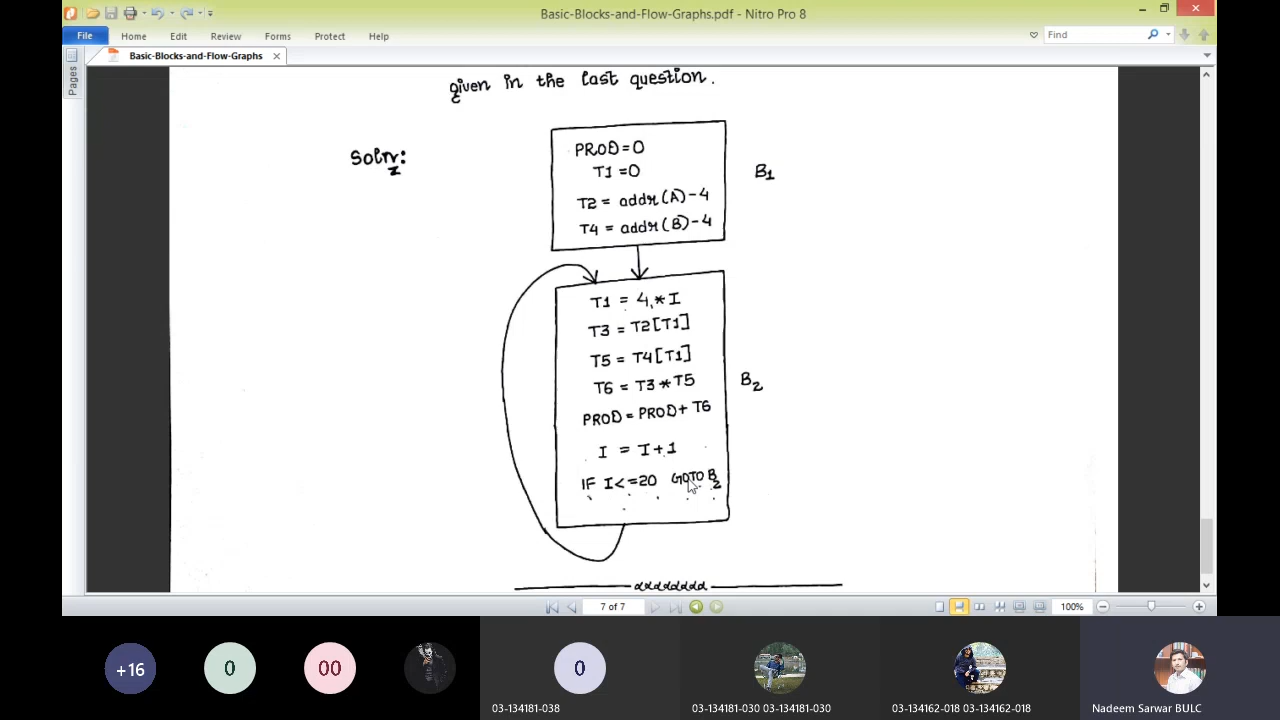 Basic-Blocks-and-Flow-Graphs.pdf - Nitro Pro 8
File Home Edit Review Forms Protect Help Find
Basic-Blocks-and-Flow-Graphs
Pages
given in the last question.
Soln:
PROD=0
T1=0
T2 = addr(A)-4
T4 = addr(B)-4
B1
T1 = 4*I
T3 = T2[T1]
T5 = T4[T1]
T6 = T3*T5
PROD = PROD+T6
I = I+1
IF I<=20 GOTO B2
B2
7 of 7
100%
+16 0 00 0
03-134181-038 03-134181-030 03-134181-030 03-134162-018 03-134162-018 Nadeem Sarwar BULC